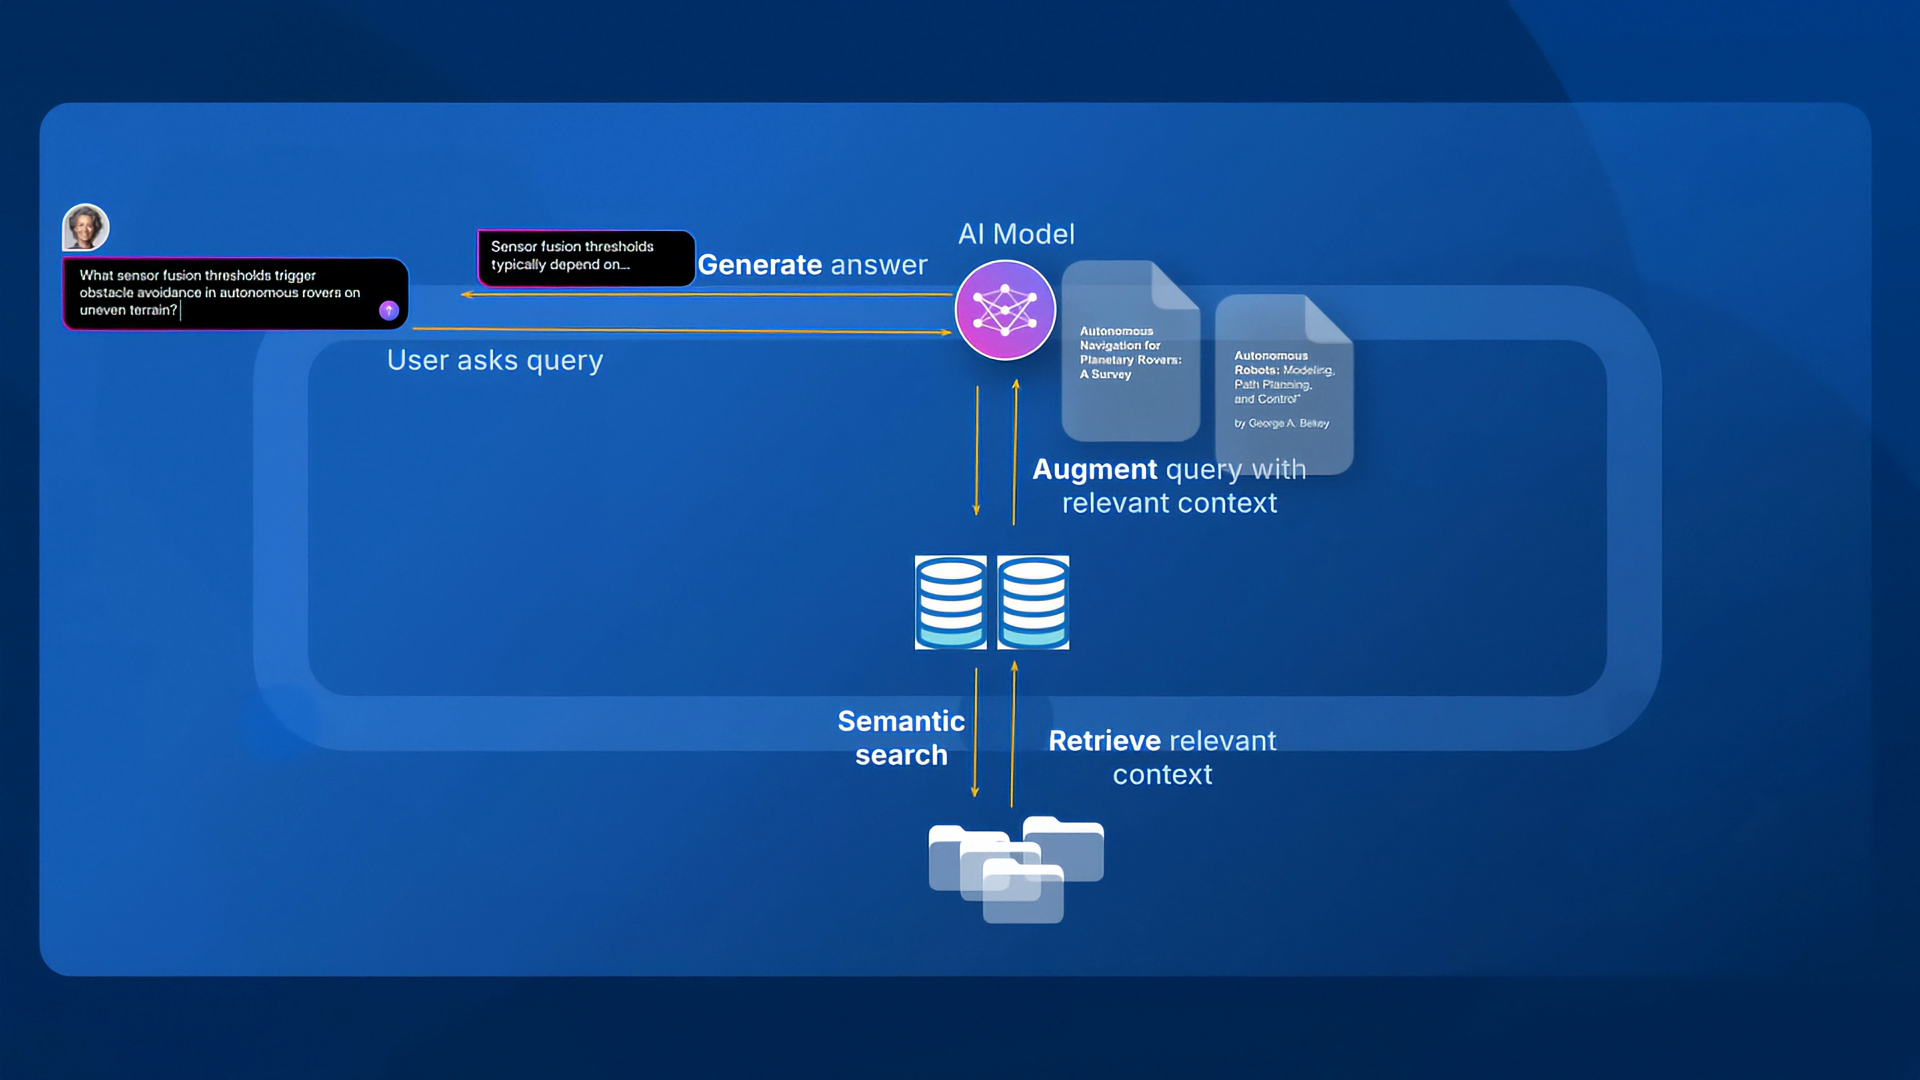 AI Model
Sensor fusion thresholds
typically depend on...
Generate answer
What sensor fusion thresholds trigger
obstacle avoidance in autonomous rovers on
uneven terrain?
User asks query
Autonomous
Navigation for
Planetary Rovers:
A Survey
Autonomous
Robots: Modeling,
Path Planning,
and Control"
by George A. Bekey
Augment query with
relevant context
Semantic
search
Retrieve relevant
context